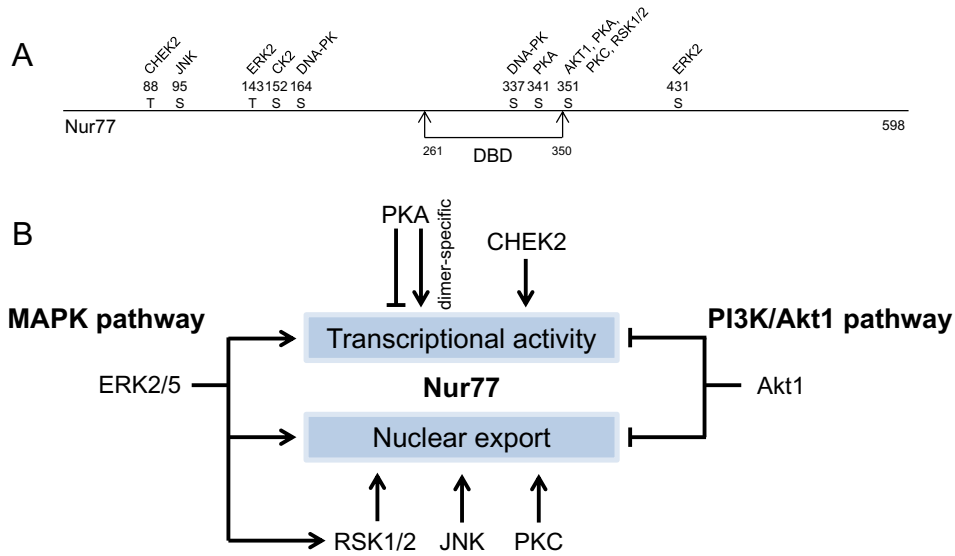 A
CHEK2
JNK
ERK2
CK2
DNA-PK
DNA-PK
PKA
AKT1, PKA,
PKC, RSK1/2
ERK2
88 95 143 152 164 337 341 351 431
T S T S S S S S S
Nur77 598
261 DBD 350
B
PKA
dimer-specific
CHEK2
MAPK pathway
PI3K/Akt1 pathway
Transcriptional activity
ERK2/5
Nur77
Akt1
Nuclear export
RSK1/2 JNK PKC